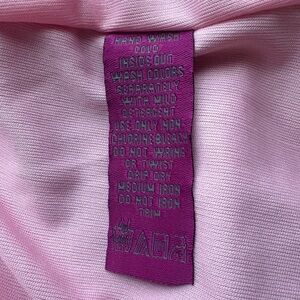 HAND WASH
COLD
INSIDE OUT
WASH COLORS
SEPARATELY
WITH MILD
DETERGENT
USE ONLY NON
CHLORINE BLEACH
DO NOT WRING
OR TWIST
DRIP DRY
MEDIUM IRON
DO NOT IRON
TRIM